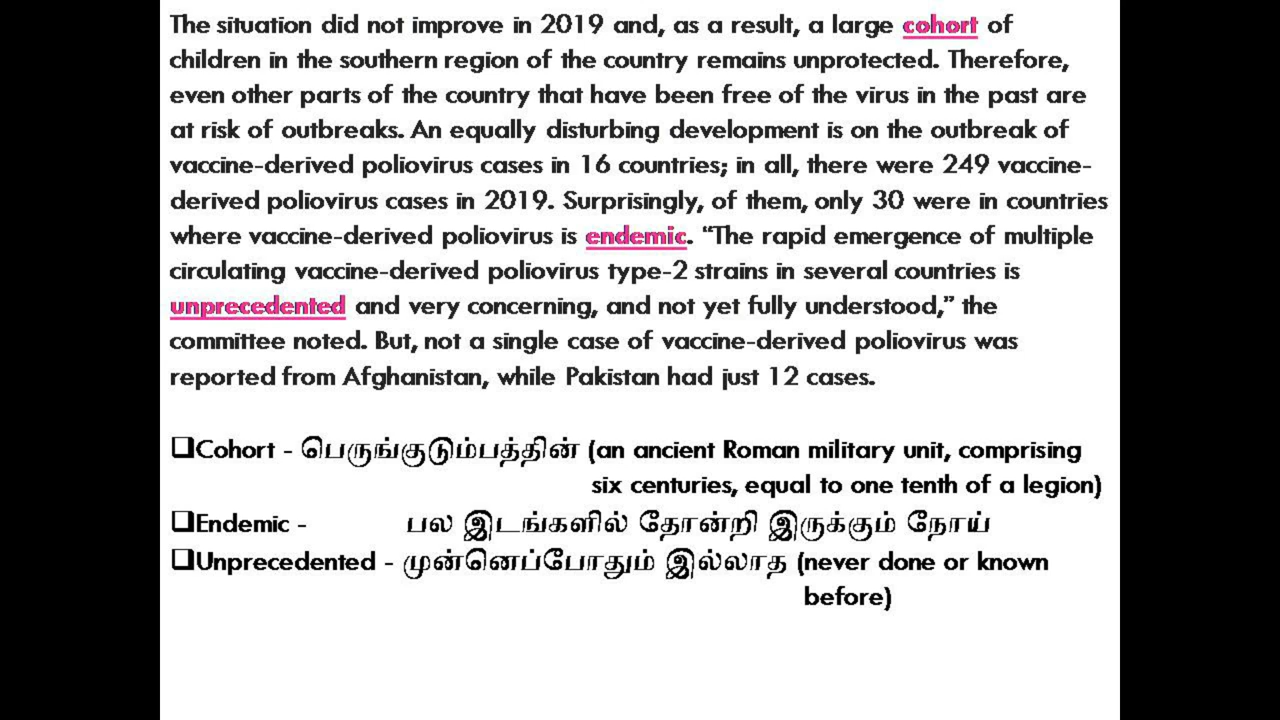 The situation did not improve in 2019 and, as a result, a large cohort of
children in the southern region of the country remains unprotected. Therefore,
even other parts of the country that have been free of the virus in the past are
at risk of outbreaks. An equally disturbing development is on the outbreak of
vaccine-derived poliovirus cases in 16 countries; in all, there were 249 vaccine-
derived poliovirus cases in 2019. Surprisingly, of them, only 30 were in countries
where vaccine-derived poliovirus is endemic. “The rapid emergence of multiple
circulating vaccine-derived poliovirus type-2 strains in several countries is
unprecedented and very concerning, and not yet fully understood,” the
committee noted. But, not a single case of vaccine-derived poliovirus was
reported from Afghanistan, while Pakistan had just 12 cases.
❑Cohort - பெருங்குடும்பத்தின் (an ancient Roman military unit, comprising
six centuries, equal to one tenth of a legion)
❑Endemic - பல இடங்களில் தோன்றி இருக்கும் நோய்
❑Unprecedented - முன்னெப்போதும் இல்லாத (never done or known
before)